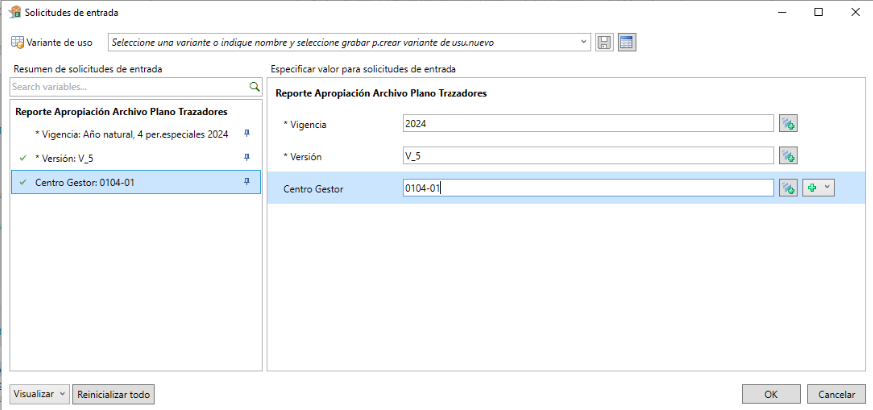 Solicitudes de entrada
Variante de uso
Seleccione una variante o indique nombre y seleccione grabar p.crear variante de usu.nuevo
Resumen de solicitudes de entrada
Especificar valor para solicitudes de entrada
Search variables...
Reporte Apropiación Archivo Plano Trazadores
Reporte Apropiación Archivo Plano Trazadores
* Vigencia: Año natural, 4 per.especiales 2024
* Vigencia
2024
* Versión: V_5
* Versión
V_5
Centro Gestor: 0104-01
Centro Gestor
0104-01
Visualizar
Reinicializar todo
OK
Cancelar